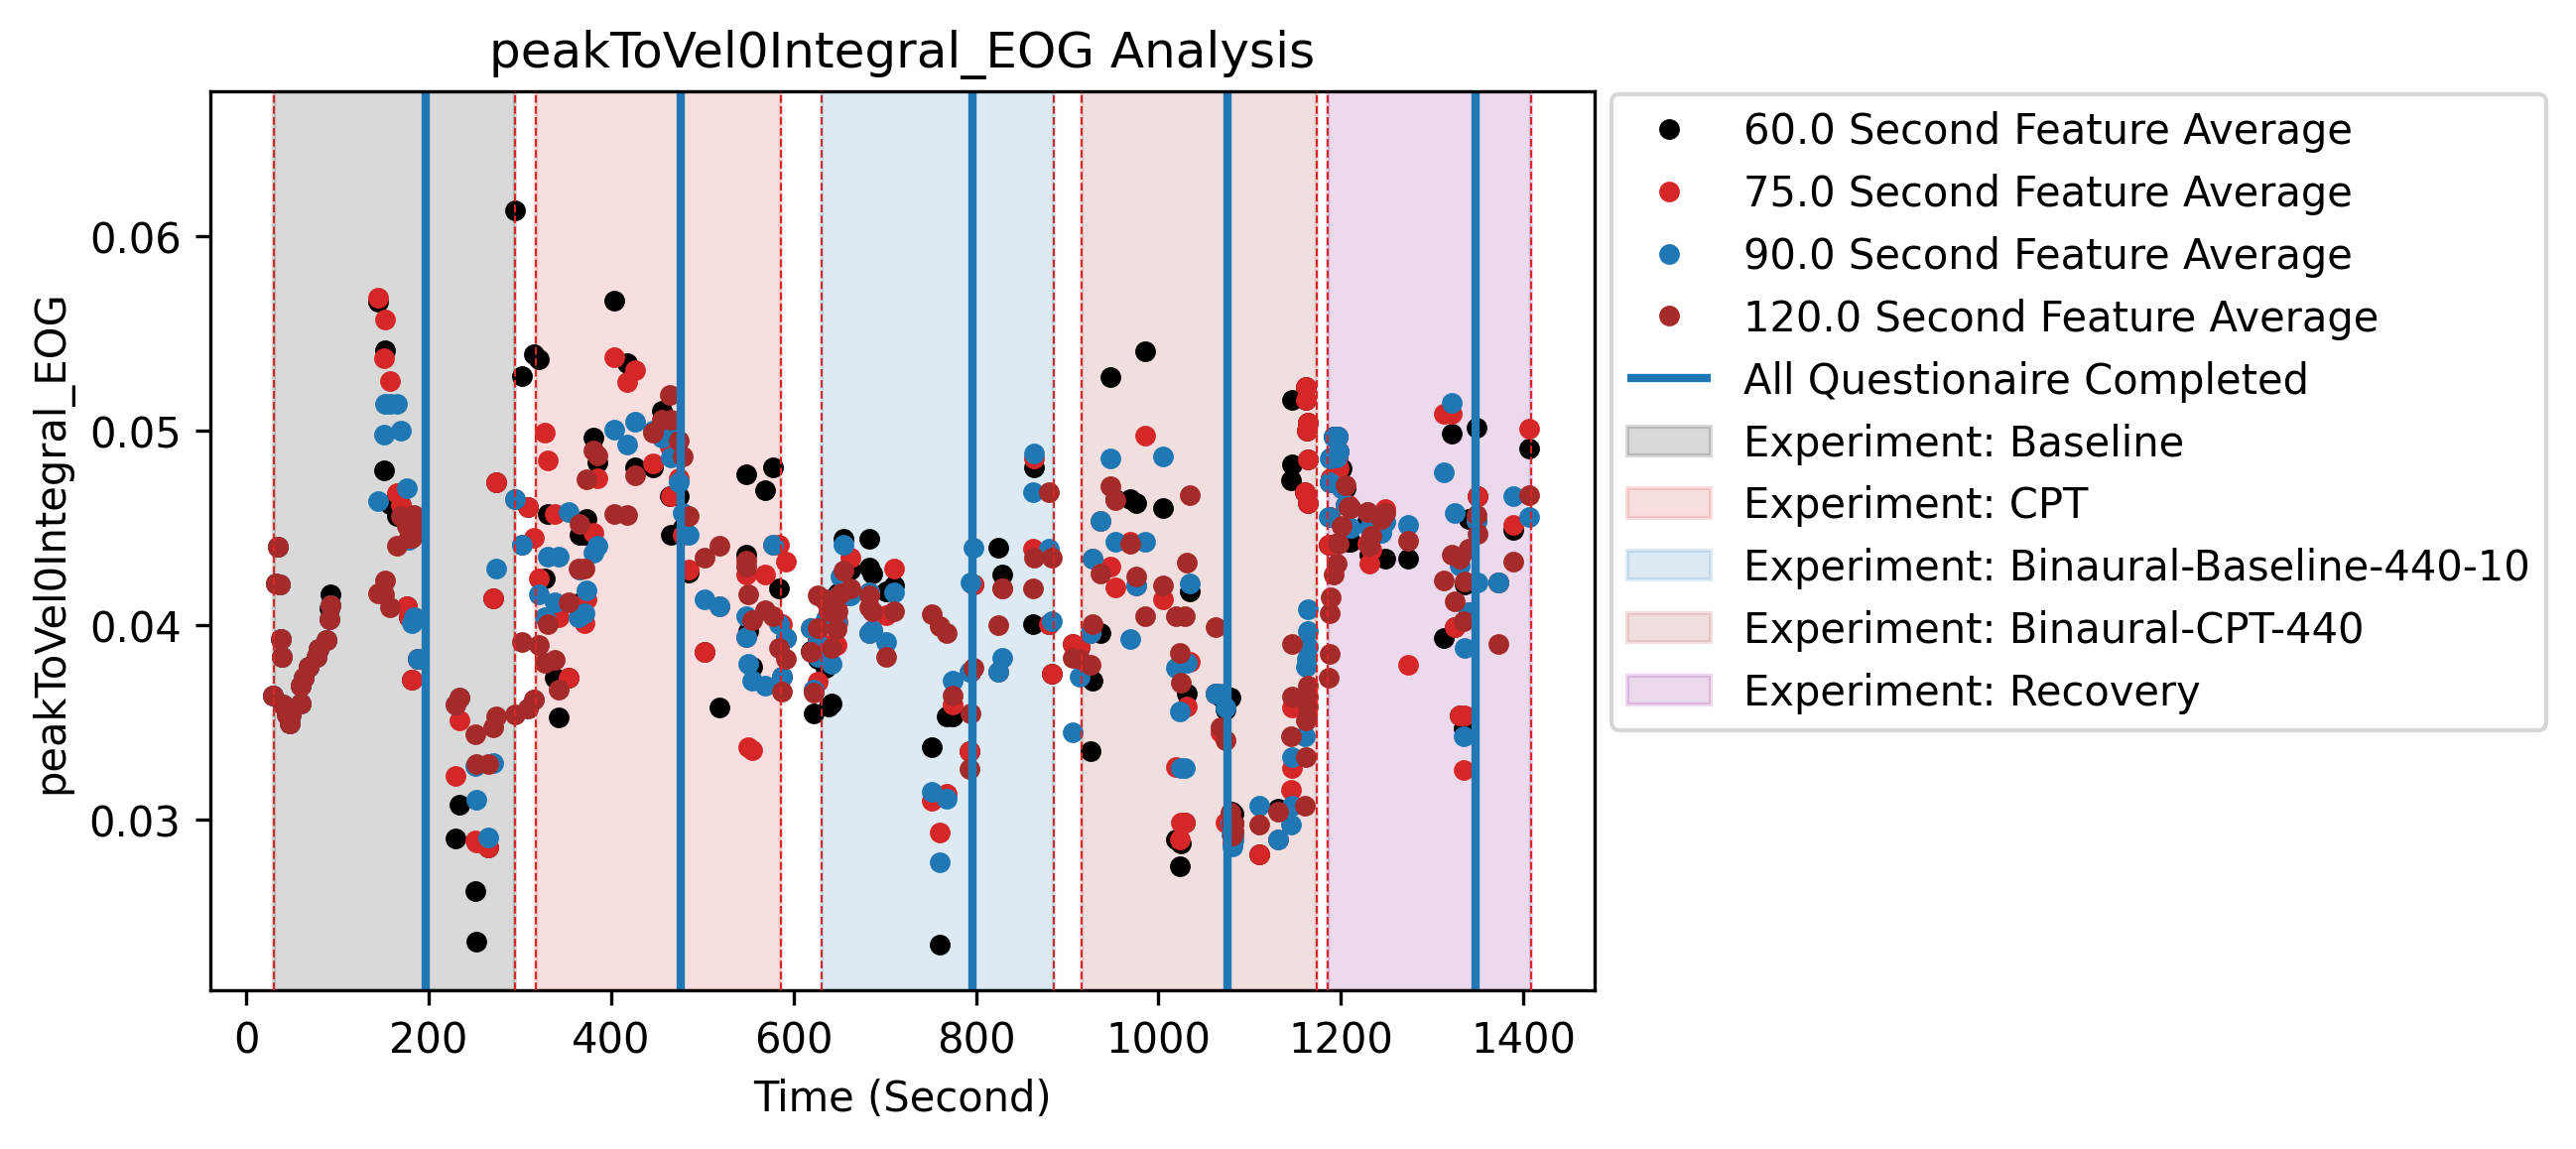 peakToVel0Integral_EOG Analysis
peakToVel0Integral_EOG
0.06
0.05
0.04
0.03
0
200
400
600
800
1000
1200
1400
Time (Second)
60.0 Second Feature Average
75.0 Second Feature Average
90.0 Second Feature Average
120.0 Second Feature Average
All Questionaire Completed
Experiment: Baseline
Experiment: CPT
Experiment: Binaural-Baseline-440-10
Experiment: Binaural-CPT-440
Experiment: Recovery